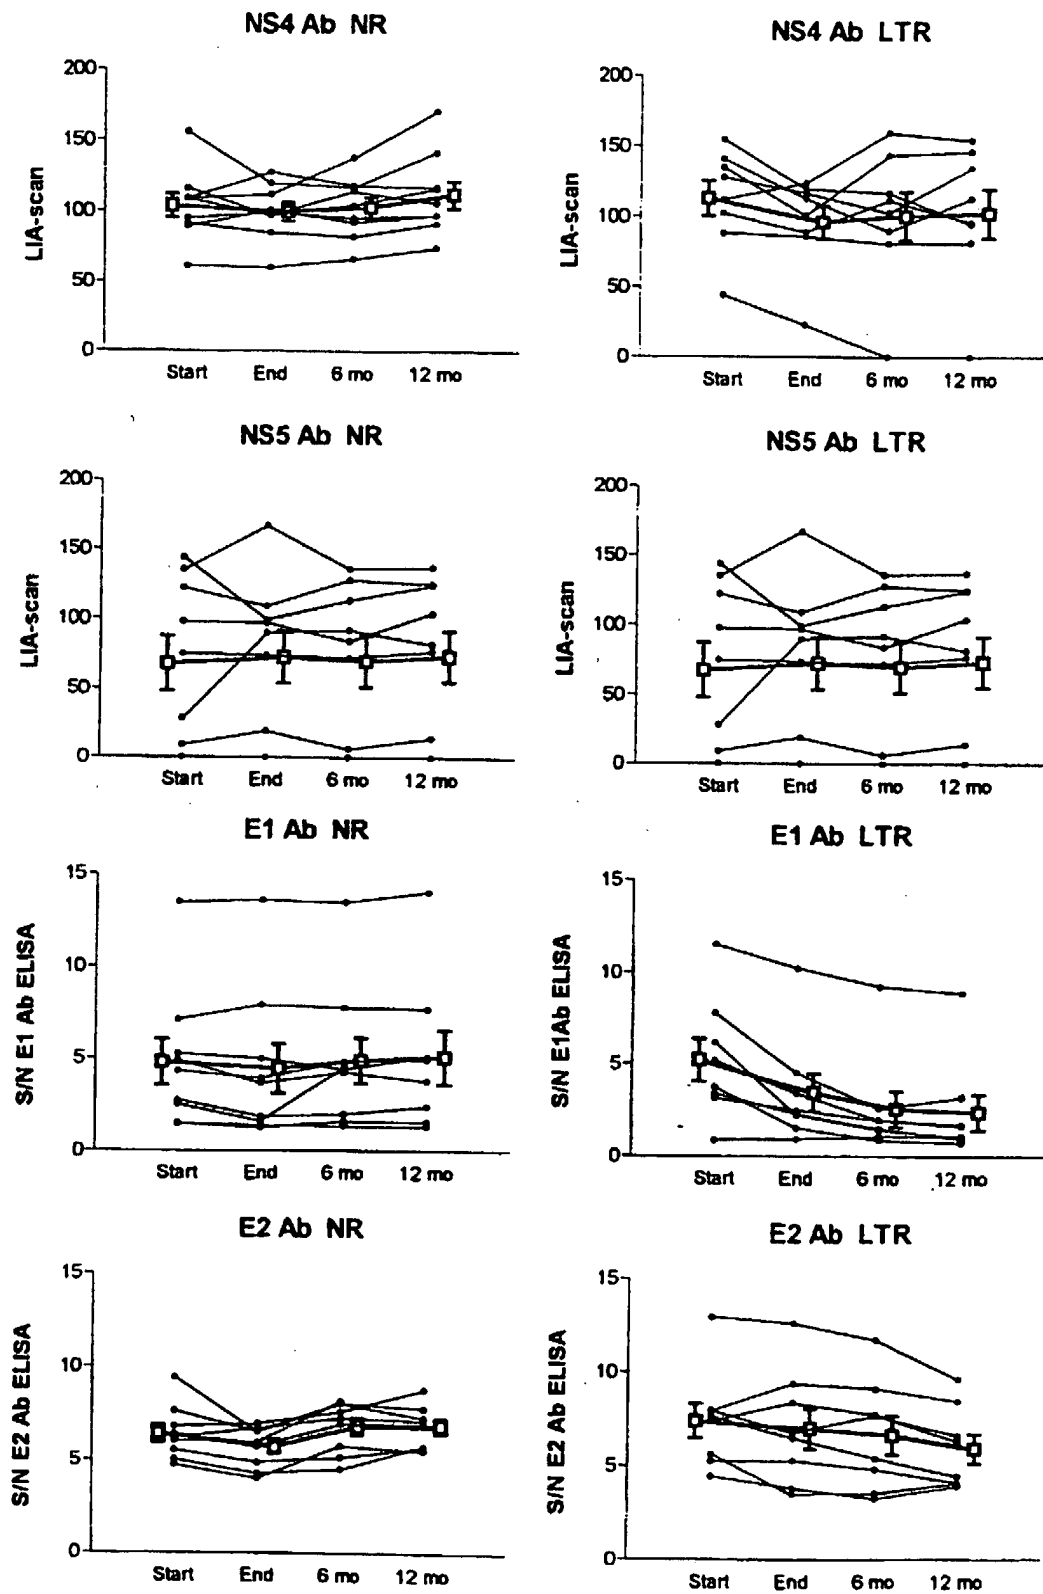 NS4 Ab NR
LIA-scan
200
150
100
50
0
Start End 6 mo 12 mo
NS4 Ab LTR
LIA-scan
200
150
100
50
0
Start End 6 mo 12 mo
NS5 Ab NR
LIA-scan
200
150
100
50
0
Start End 6 mo 12 mo
NS5 Ab LTR
LIA-scan
200
150
100
50
0
Start End 6 mo 12 mo
E1 Ab NR
S/N E1 Ab ELISA
15
10
5
0
Start End 6 mo 12 mo
E1 Ab LTR
S/N E1Ab ELISA
15
10
5
0
Start End 6 mo 12 mo
E2 Ab NR
S/N E2 Ab ELISA
15
10
5
0
Start End 6 mo 12 mo
E2 Ab LTR
S/N E2 Ab ELISA
15
10
5
0
Start End 6 mo 12 mo